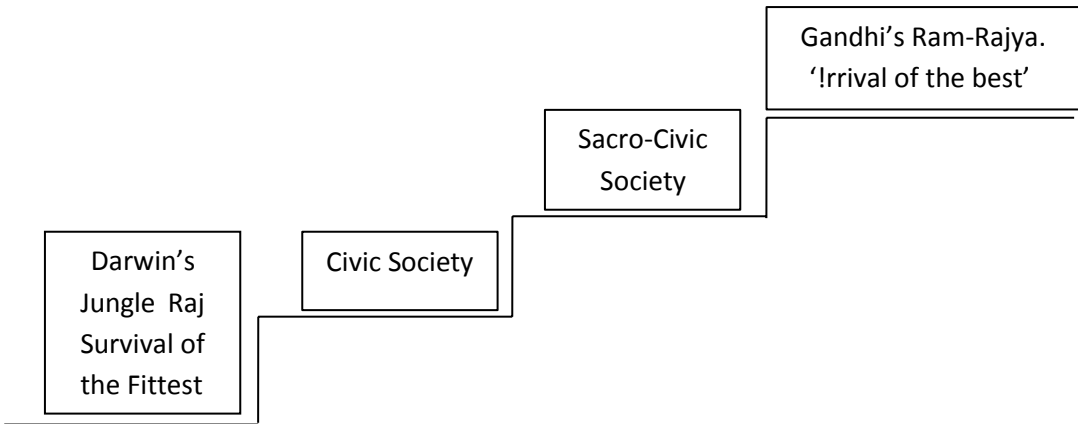 Gandhi’s Ram-Rajya.
‘!rrival of the best’
Sacro-Civic
Society
Civic Society
Darwin’s
Jungle Raj
Survival of
the Fittest